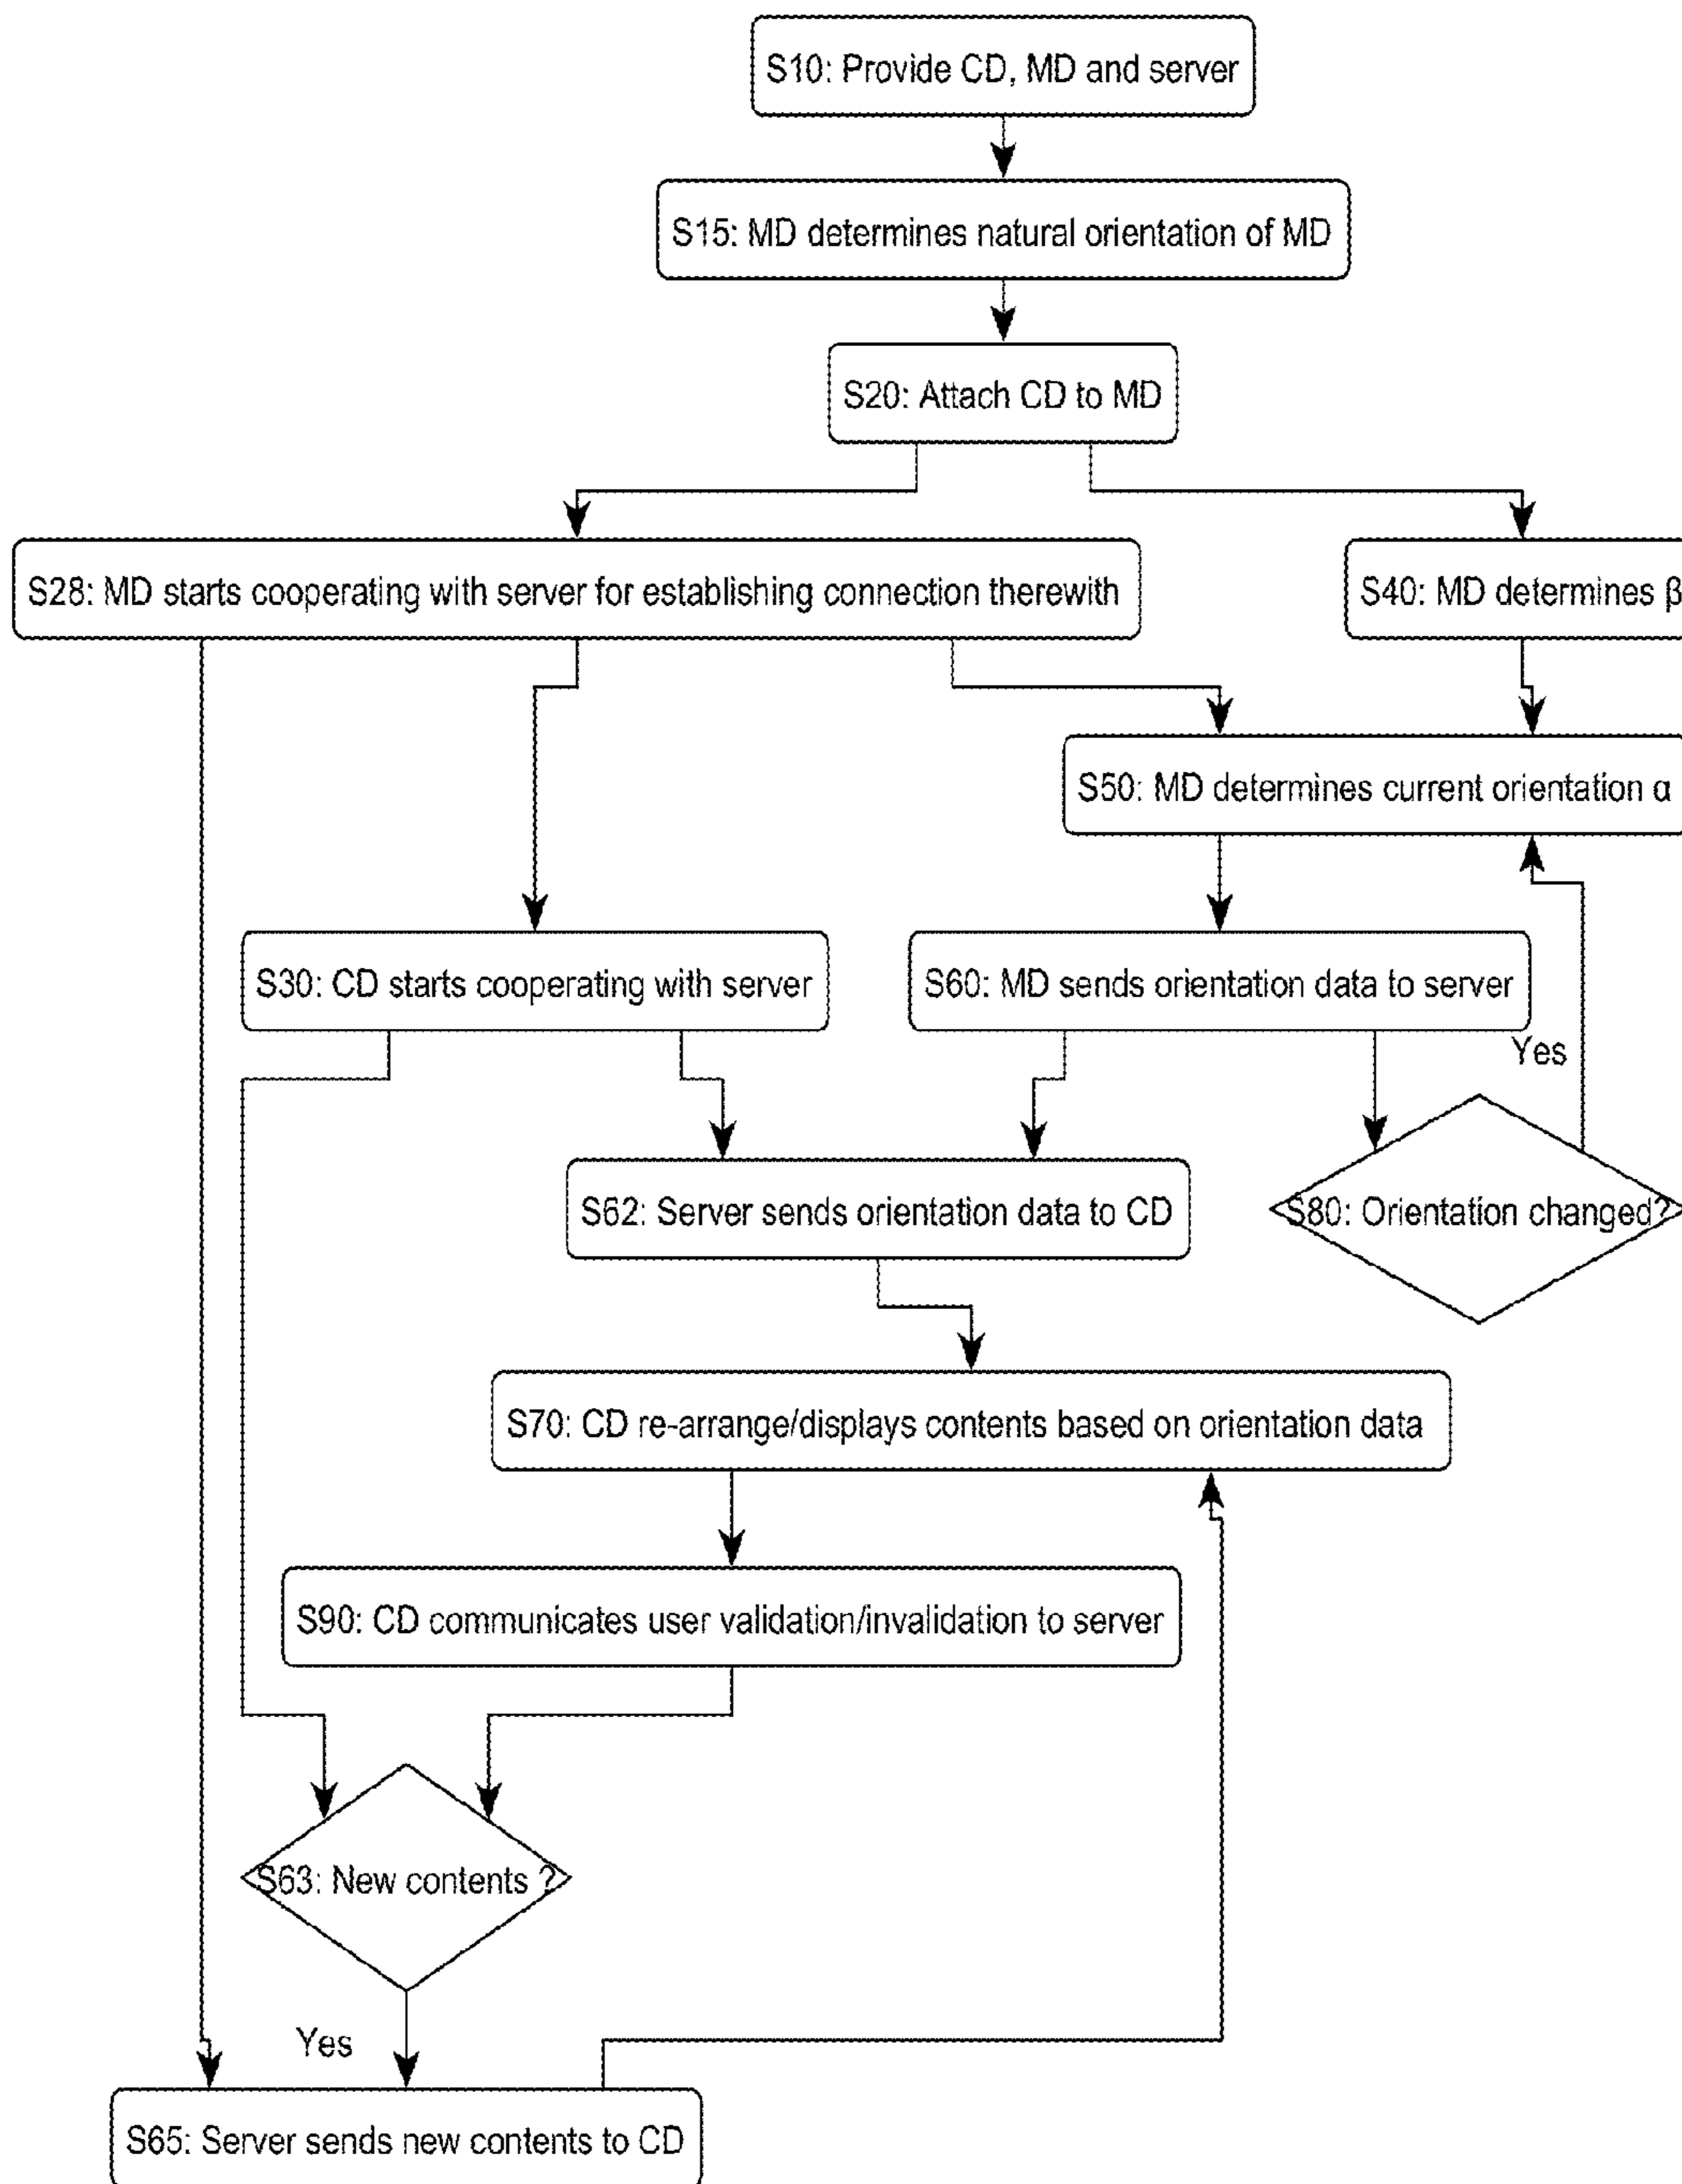 S10: Provide CD, MD and server
S15: MD determines natural orientation of MD
S20: Attach CD to MD
S28: MD starts cooperating with server for establishing connection therewith
S40: MD determines β
S50: MD determines current orientation α
S30: CD starts cooperating with server
S60: MD sends orientation data to server
Yes
S62: Server sends orientation data to CD
S80: Orientation changed?
S70: CD re-arrange/displays contents based on orientation data
S90: CD communicates user validation/invalidation to server
S63: New contents ?
Yes
S65: Server sends new contents to CD